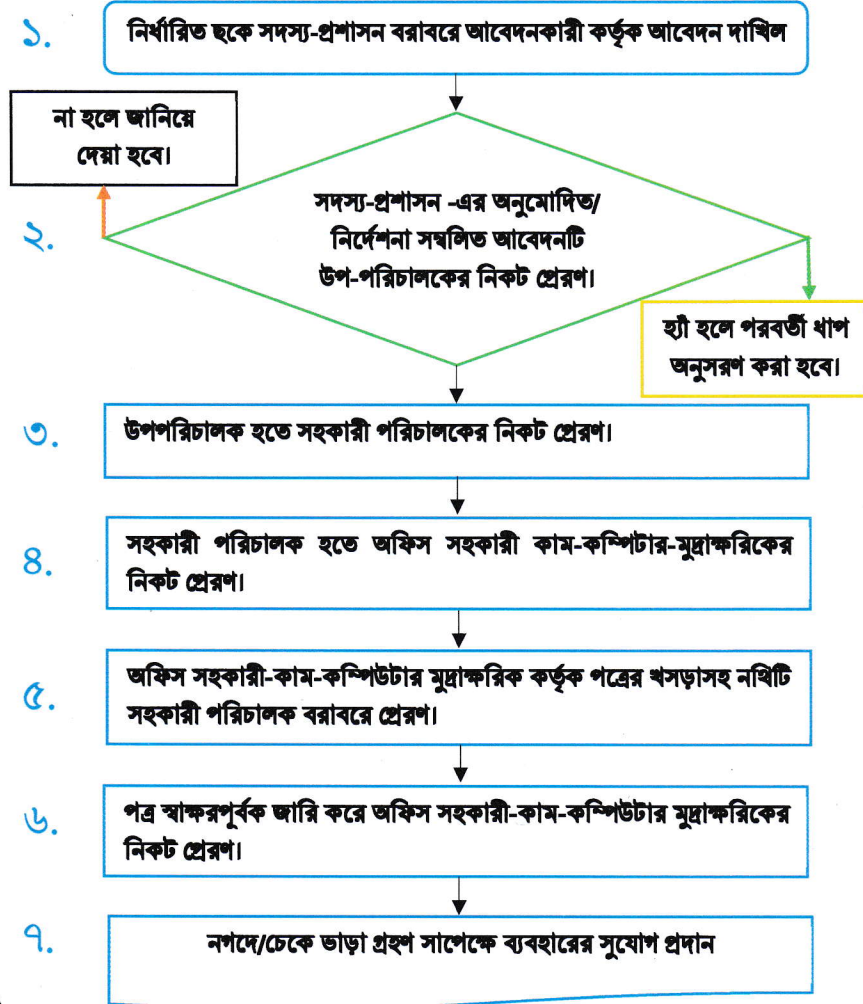 ১. নির্ধারিত ছকে সদস্য-প্রশাসন বরাবরে আবেদনকারী কর্তৃক আবেদন দাখিল
না হলে জানিয়ে
দেয়া হবে।
২. সদস্য-প্রশাসন -এর অনুমোদিত/
নির্দেশনা সম্বলিত আবেদনটি
উপ-পরিচালকের নিকট প্রেরণ।
হ্যাঁ হলে পরবর্তী ধাপ
অনুসরণ করা হবে।
৩. উপপরিচালক হতে সহকারী পরিচালকের নিকট প্রেরণ।
৪. সহকারী পরিচালক হতে অফিস সহকারী কাম-কম্পিটার-মুদ্রাক্ষরিকের
নিকট প্রেরণ।
৫. অফিস সহকারী-কাম-কম্পিউটার মুদ্রাক্ষরিক কর্তৃক পত্রের খসড়াসহ নথিটি
সহকারী পরিচালক বরাবরে প্রেরণ।
৬. পত্র স্বাক্ষরপূর্বক জারি করে অফিস সহকারী-কাম-কম্পিউটার মুদ্রাক্ষরিকের
নিকট প্রেরণ।
৭. নগদে/চেকে ভাড়া গ্রহণ সাপেক্ষে ব্যবহারের সুযোগ প্রদান